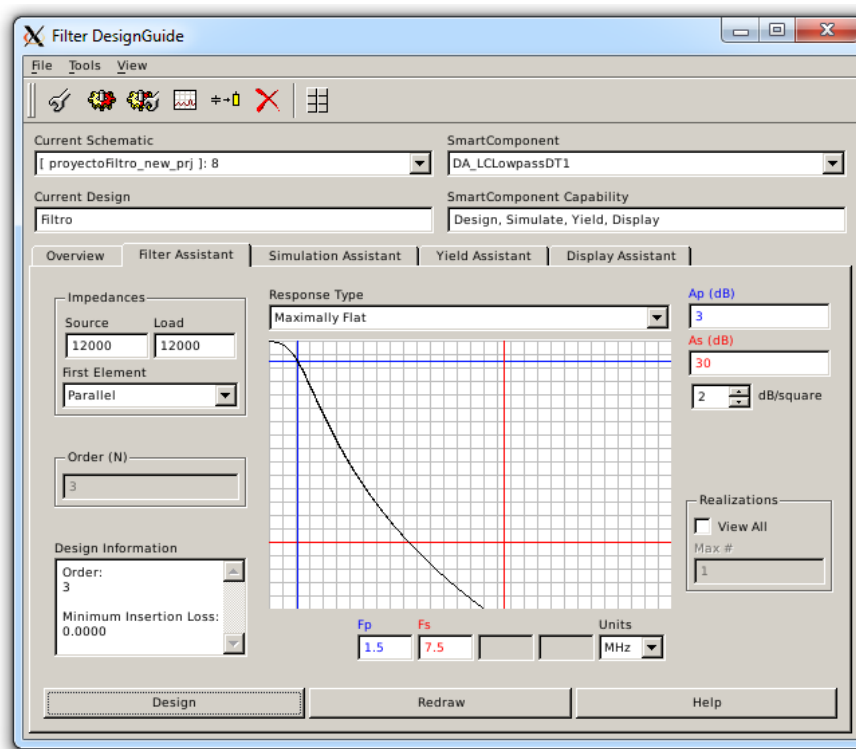 Filter DesignGuide
File Tools View
Current Schematic
SmartComponent
[ proyectoFiltro_new_prj ]: 8
DA_LCLowpassDT1
Current Design
SmartComponent Capability
Filtro
Design, Simulate, Yield, Display
Overview Filter Assistant Simulation Assistant Yield Assistant Display Assistant
Impedances
Source Load
12000 12000
First Element
Parallel
Order (N)
3
Design Information
Order:
3
Minimum Insertion Loss:
0.0000
Response Type
Maximally Flat
Fp Fs Units
1.5 7.5 MHz
Ap (dB)
3
As (dB)
30
2 dB/square
Realizations
View All
Max #
1
Design Redraw Help